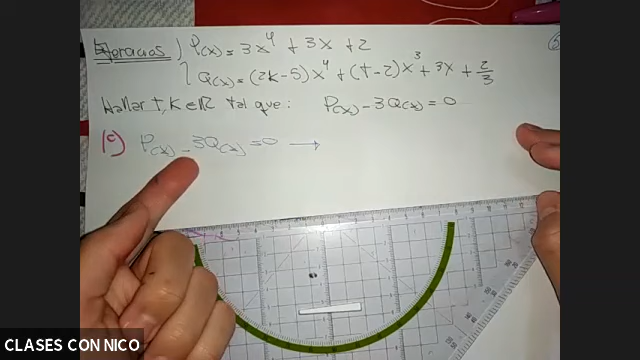 Ejercicios } P(x) = 3x⁴ + 3x + 2
Q(x) = (2k-5)x⁴ + (t-2)x³ + 3x + 2/3
Hallar t, k ∈ ℝ tal que: P(x) - 3Q(x) = 0
1º) P(x) - 3Q(x) = 0 →
CLASES CON NICO